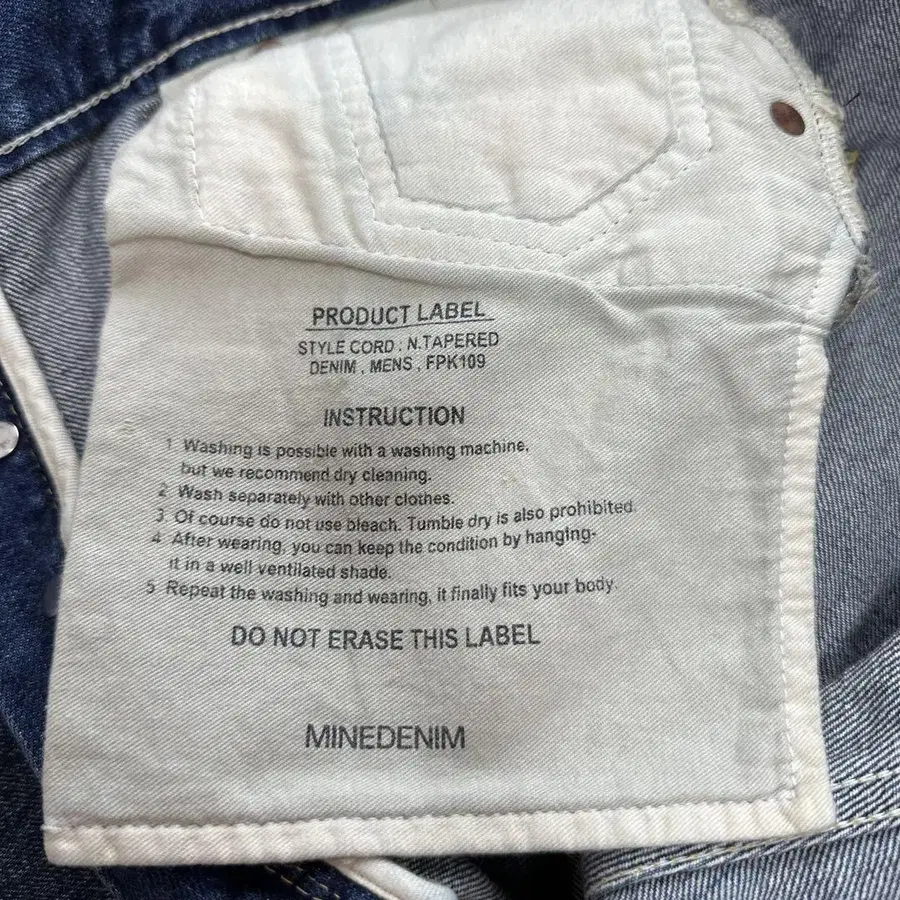 PRODUCT LABEL
STYLE CORD : N.TAPERED
DENIM , MENS , FPK109
INSTRUCTION
1 Washing is possible with a washing machine,
but we recommend dry cleaning.
2 Wash separately with other clothes.
3 Of course do not use bleach. Tumble dry is also prohibited.
4 After wearing, you can keep the condition by hanging-
it in a well ventilated shade.
5 Repeat the washing and wearing, it finally fits your body.
DO NOT ERASE THIS LABEL
MINEDENIM